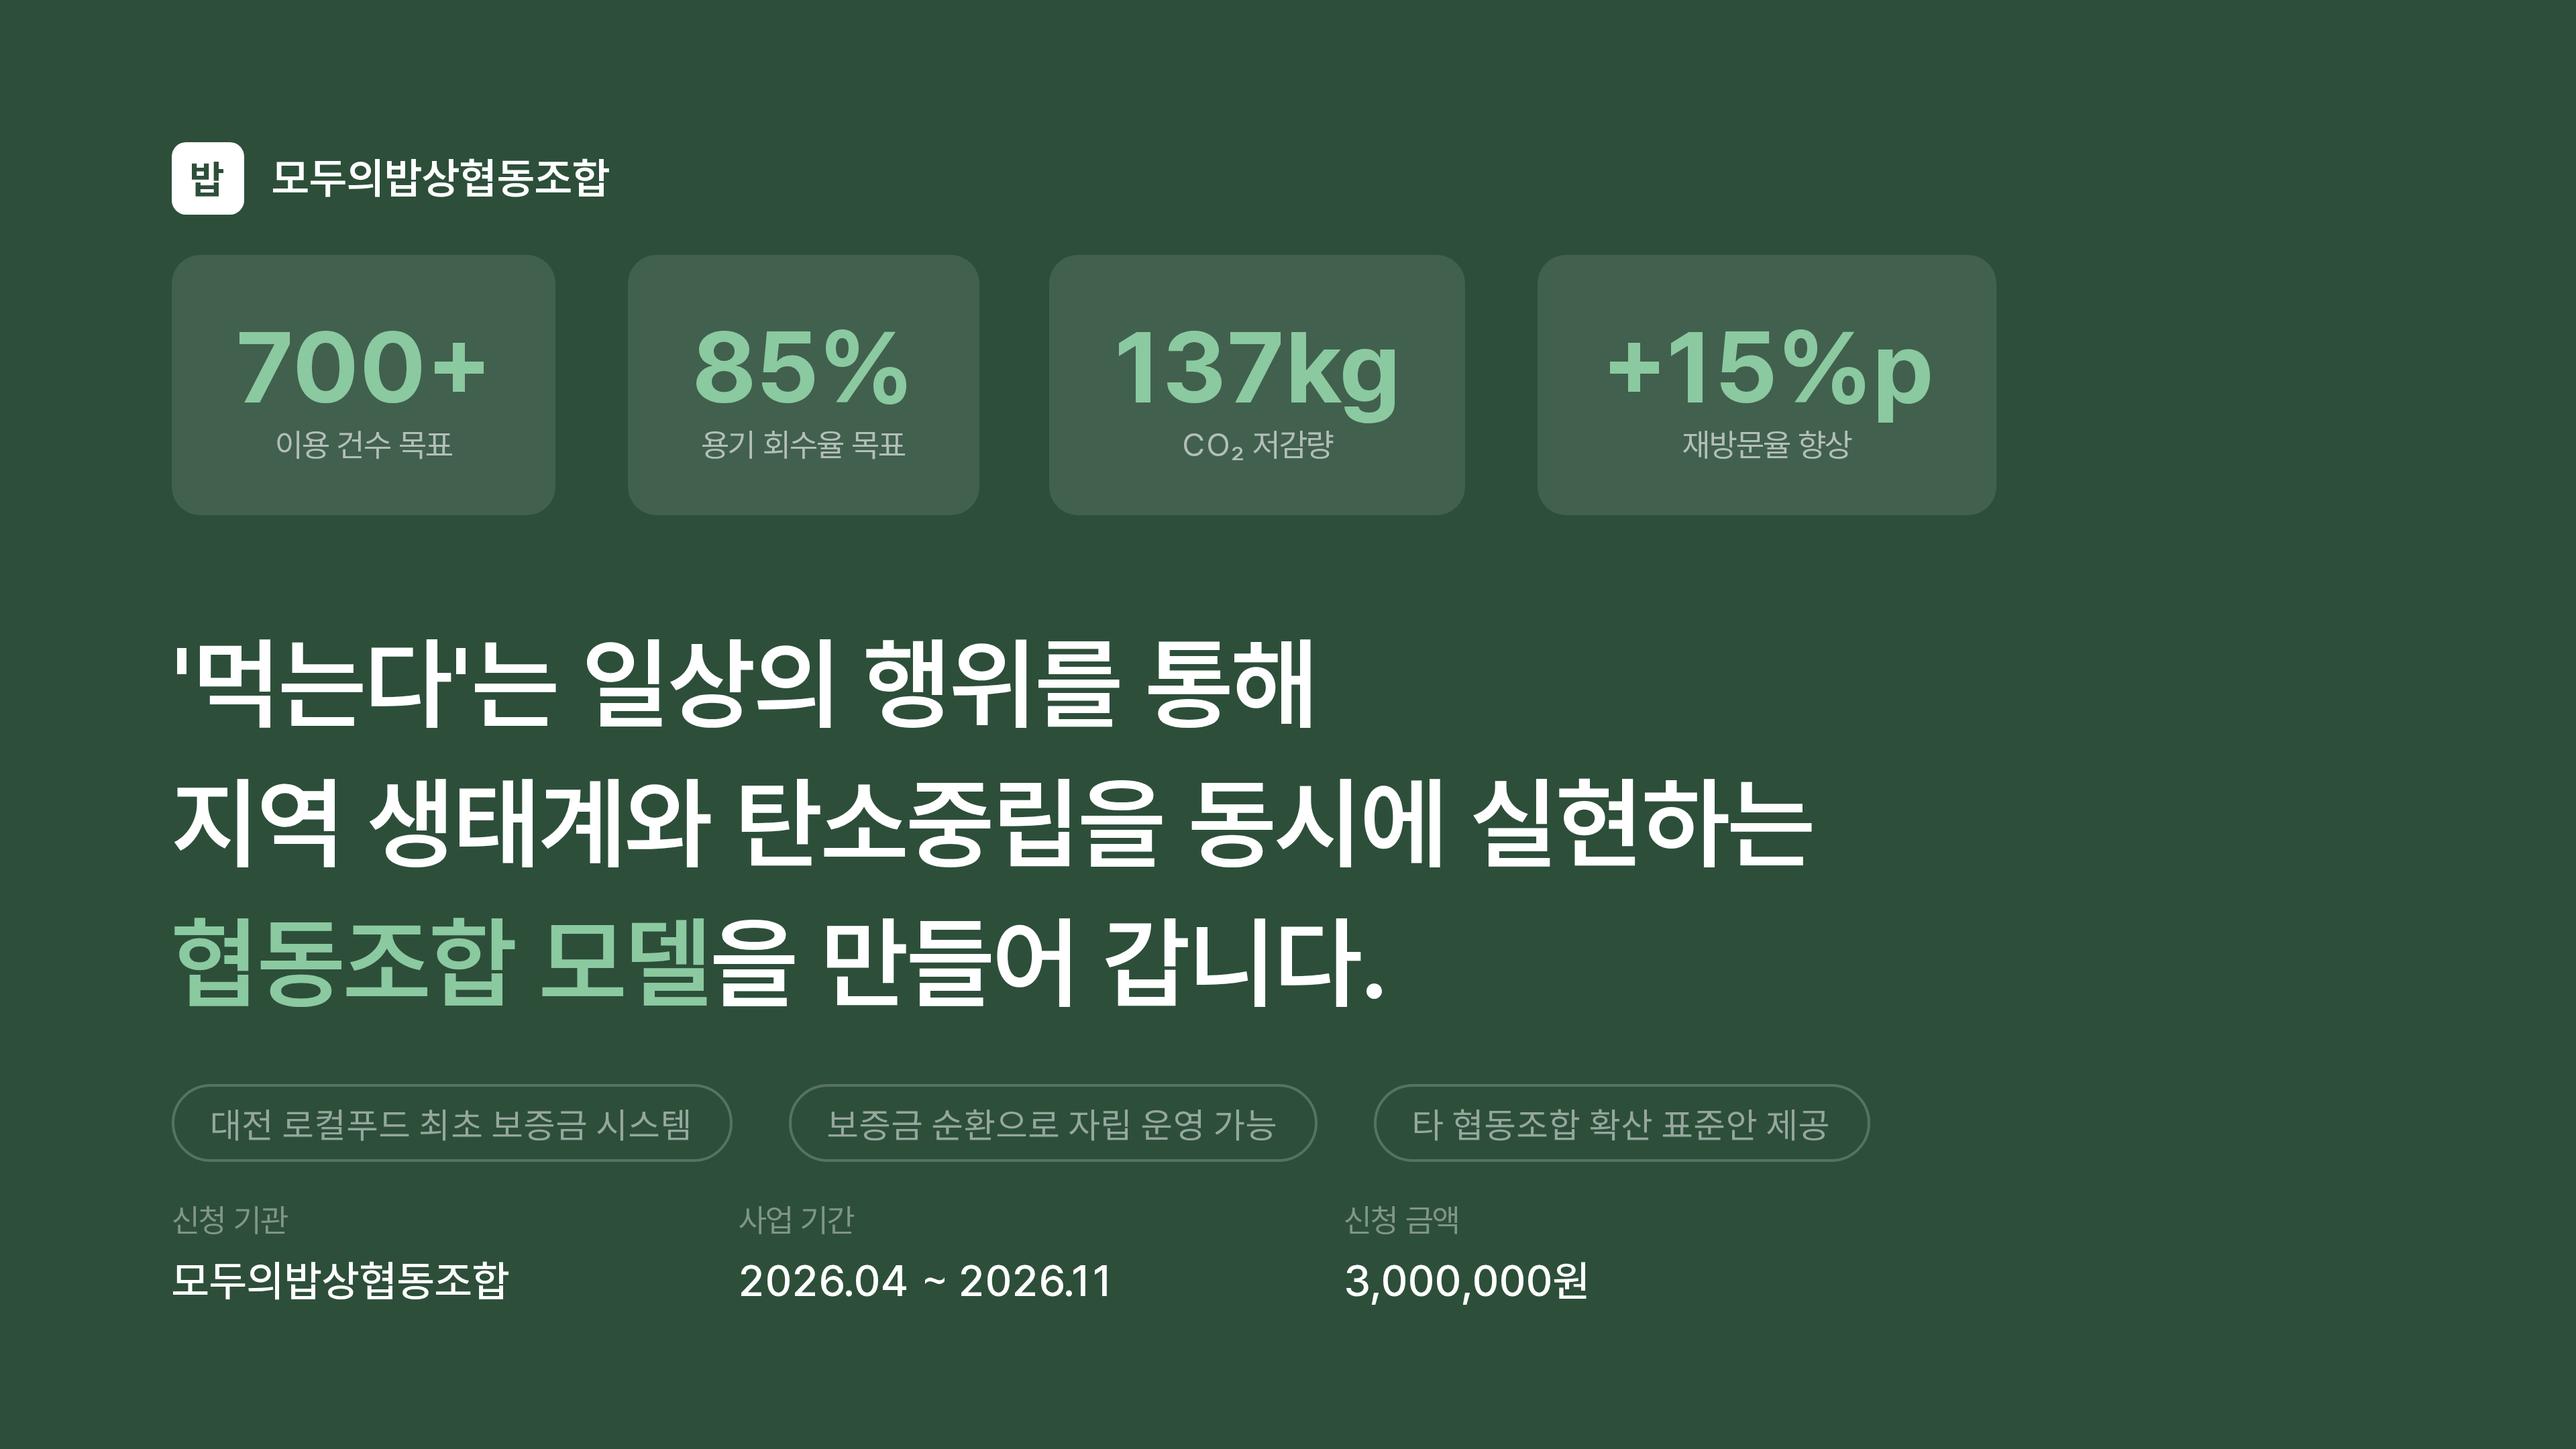 밥 모두의밥상협동조합
700+ 85% 137kg +15%p
이용 건수 목표 용기 회수율 목표 CO₂ 저감량 재방문율 향상
'먹는다'는 일상의 행위를 통해
지역 생태계와 탄소중립을 동시에 실현하는
협동조합 모델을 만들어 갑니다.
대전 로컬푸드 최초 보증금 시스템 보증금 순환으로 자립 운영 가능 타 협동조합 확산 표준안 제공
신청 기관 사업 기간 신청 금액
모두의밥상협동조합 2026.04 ~ 2026.11 3,000,000원